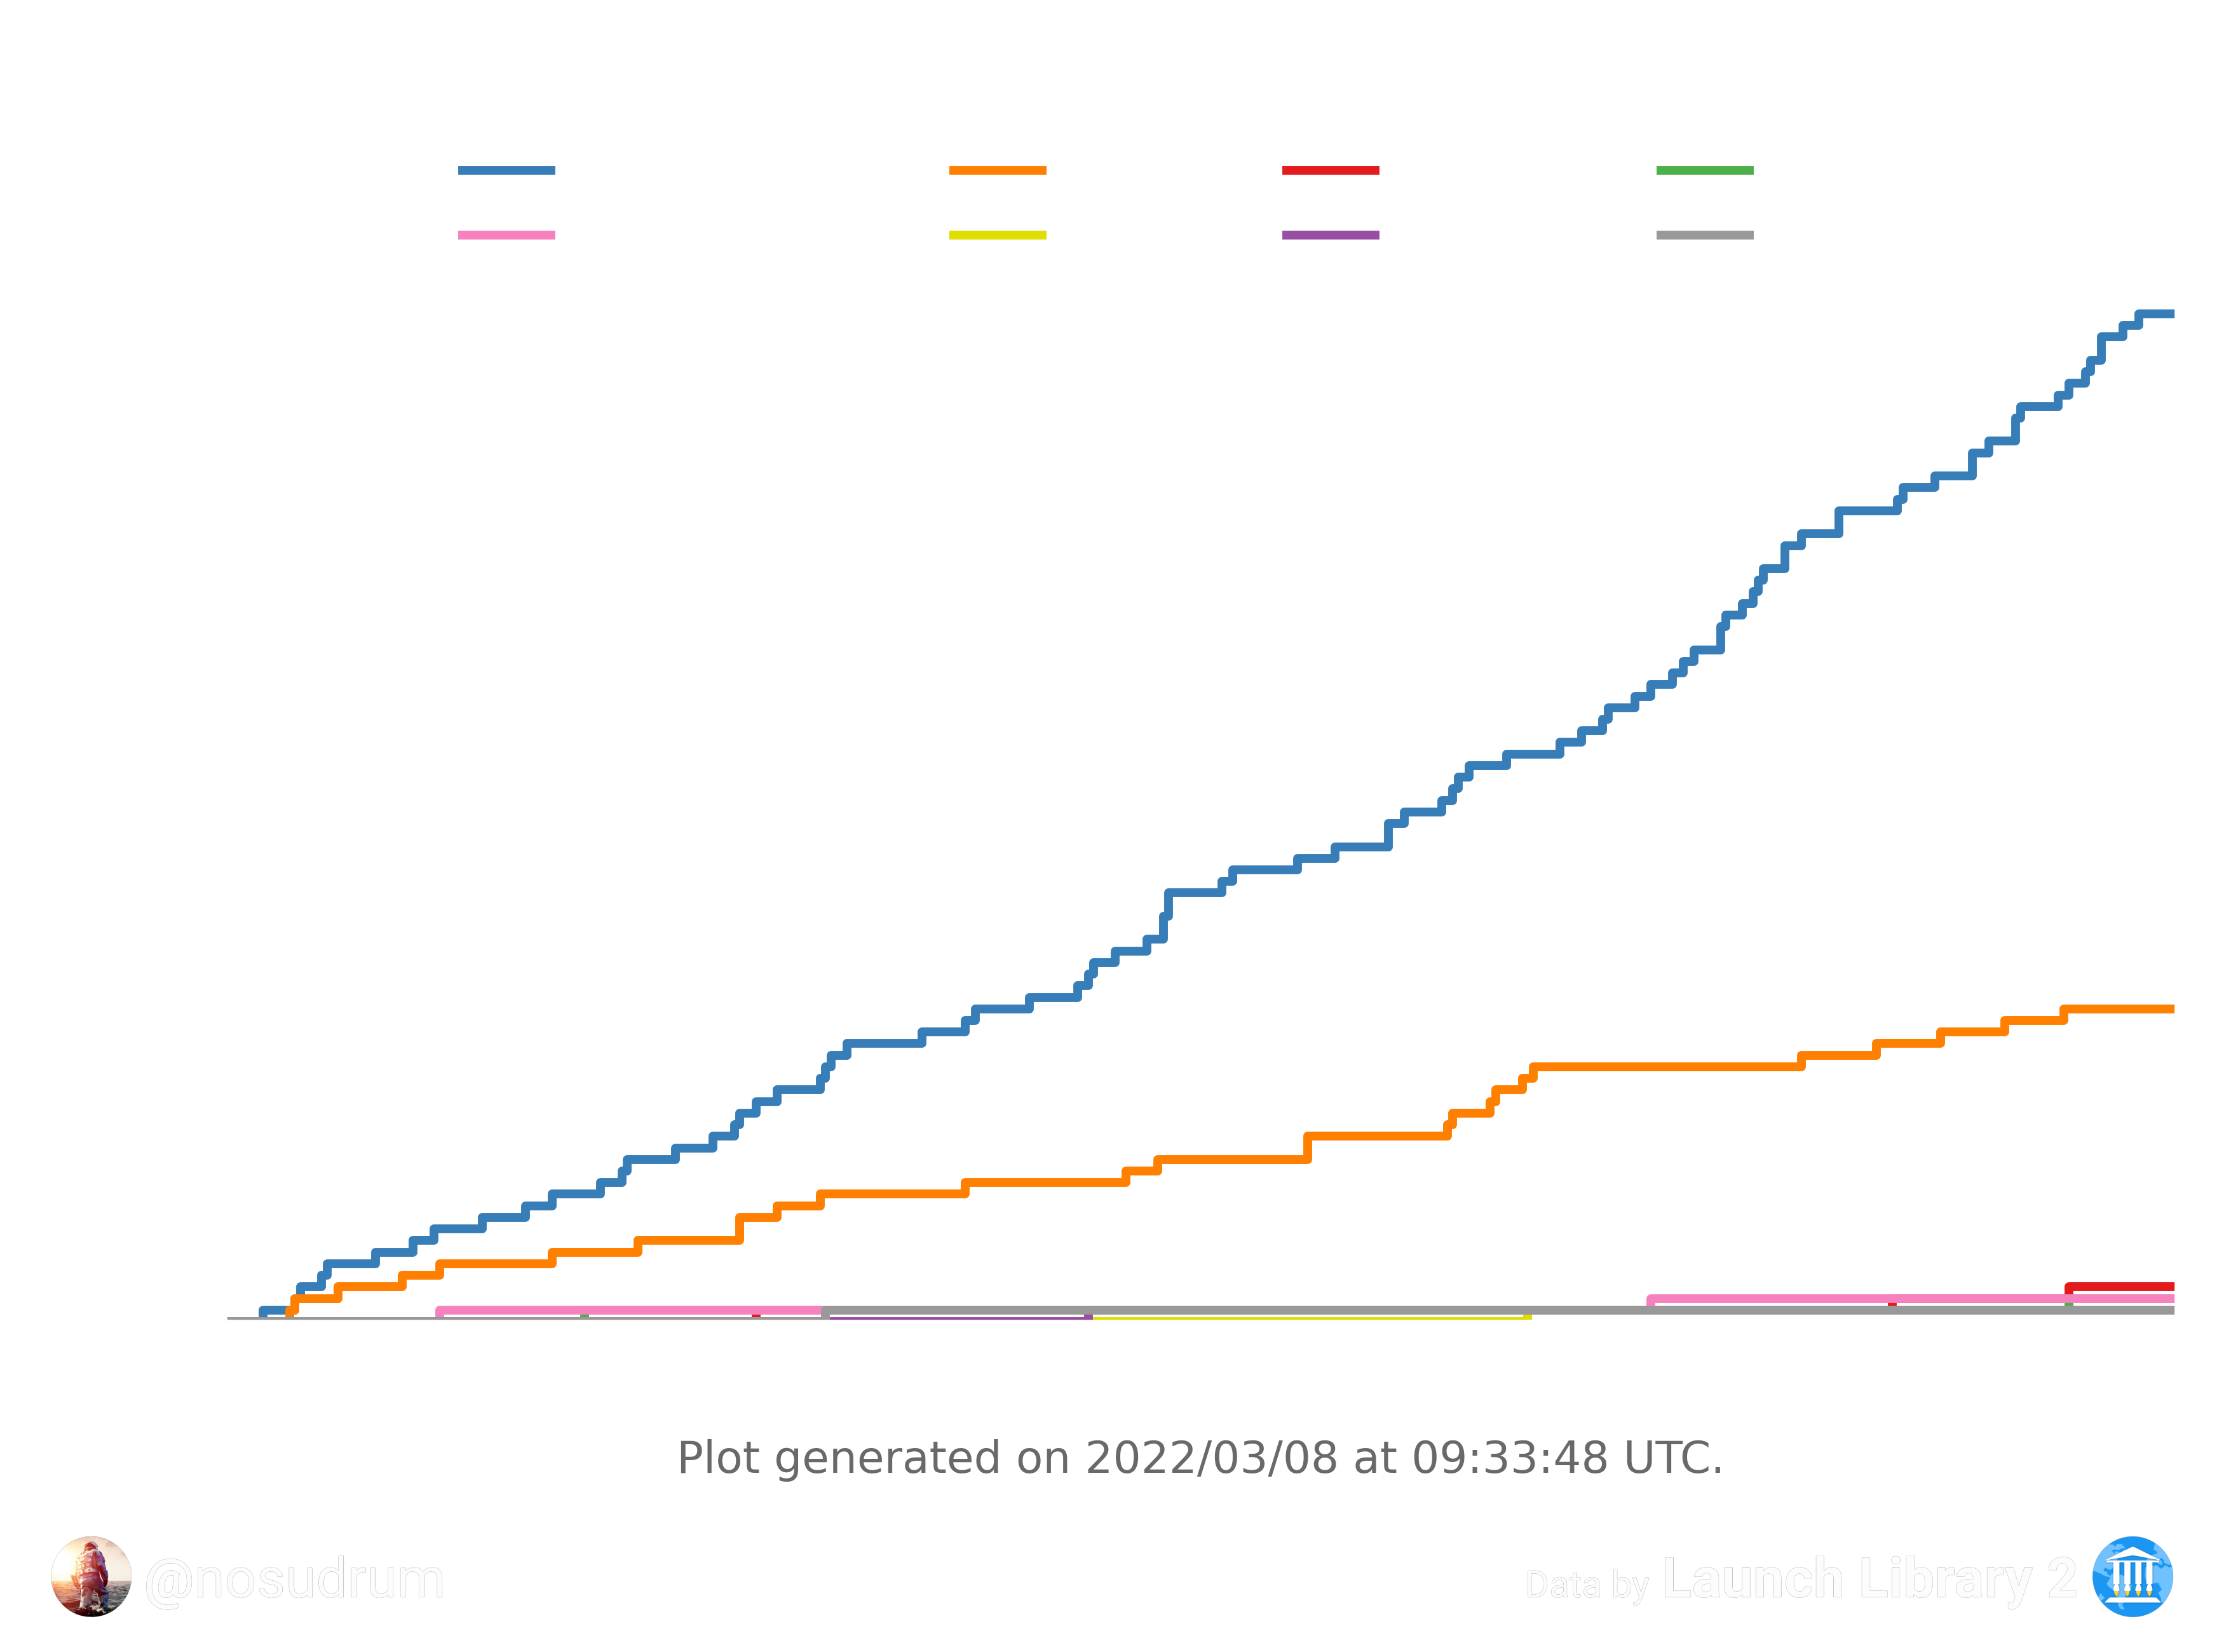 Plot generated on 2022/03/08 at 09:33:48 UTC.
@nosudrum
Data by Launch Library 2